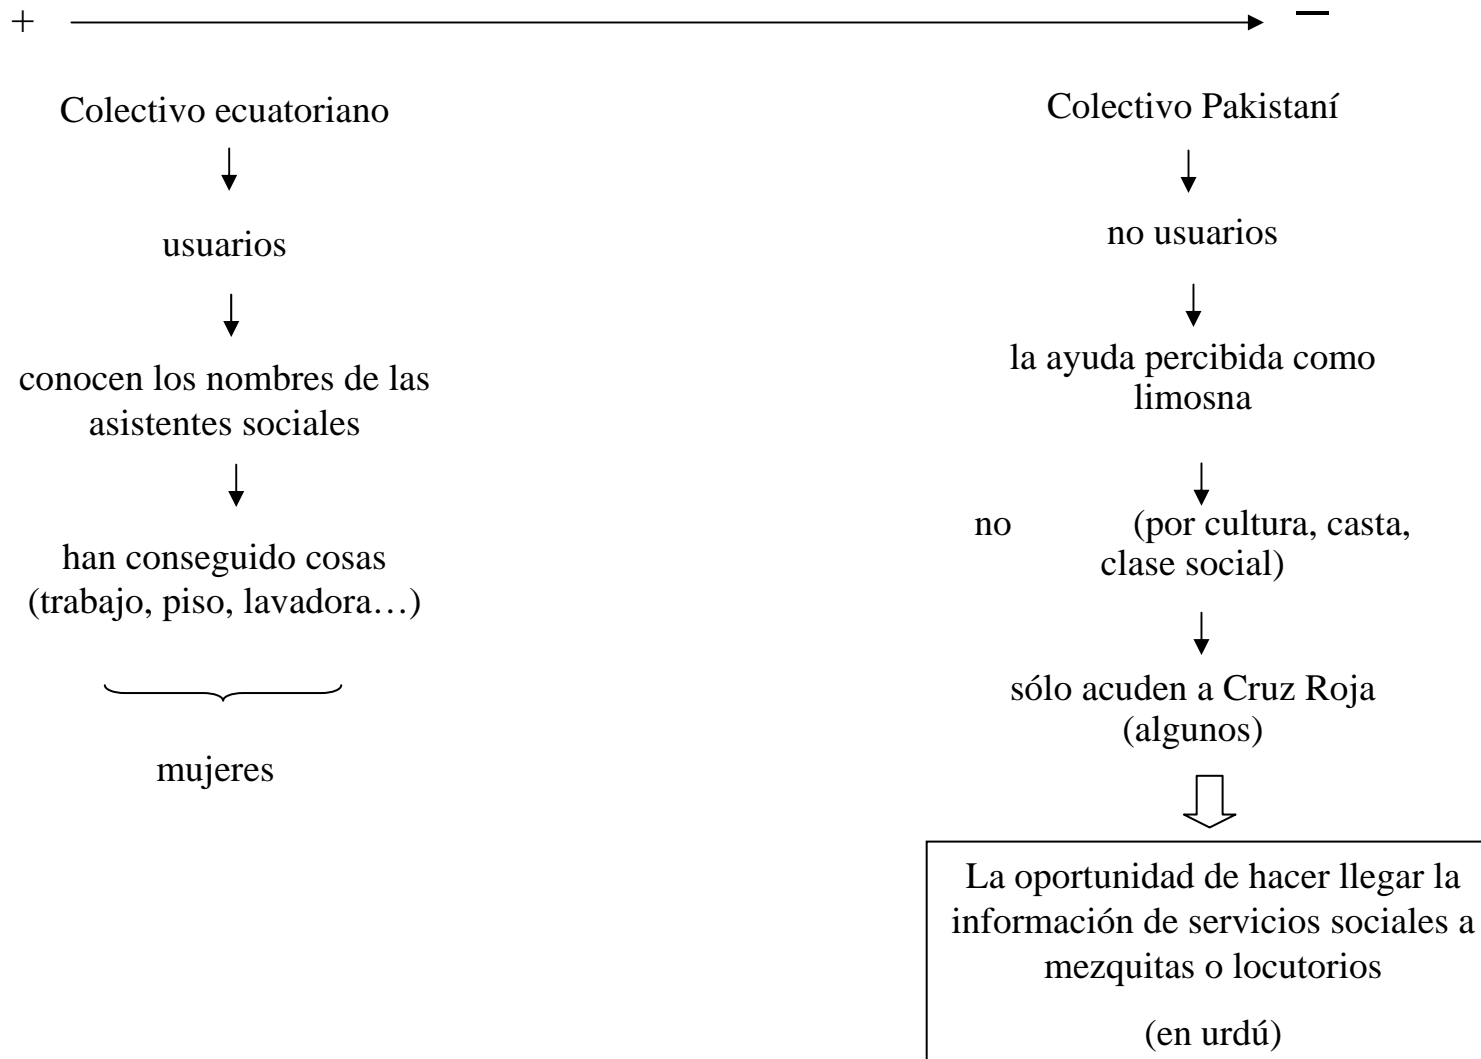 + —
Colectivo ecuatoriano
usuarios
conocen los nombres de las
asistentes sociales
han conseguido cosas
(trabajo, piso, lavadora…)
mujeres
Colectivo Pakistaní
no usuarios
la ayuda percibida como
limosna
no (por cultura, casta,
clase social)
sólo acuden a Cruz Roja
(algunos)
La oportunidad de hacer llegar la
información de servicios sociales a
mezquitas o locutorios
(en urdú)